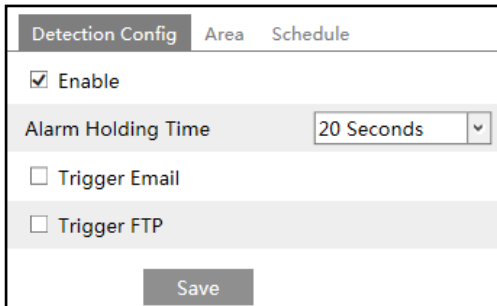 Detection Config Area Schedule
Enable
Alarm Holding Time 20 Seconds
Trigger Email
Trigger FTP
Save